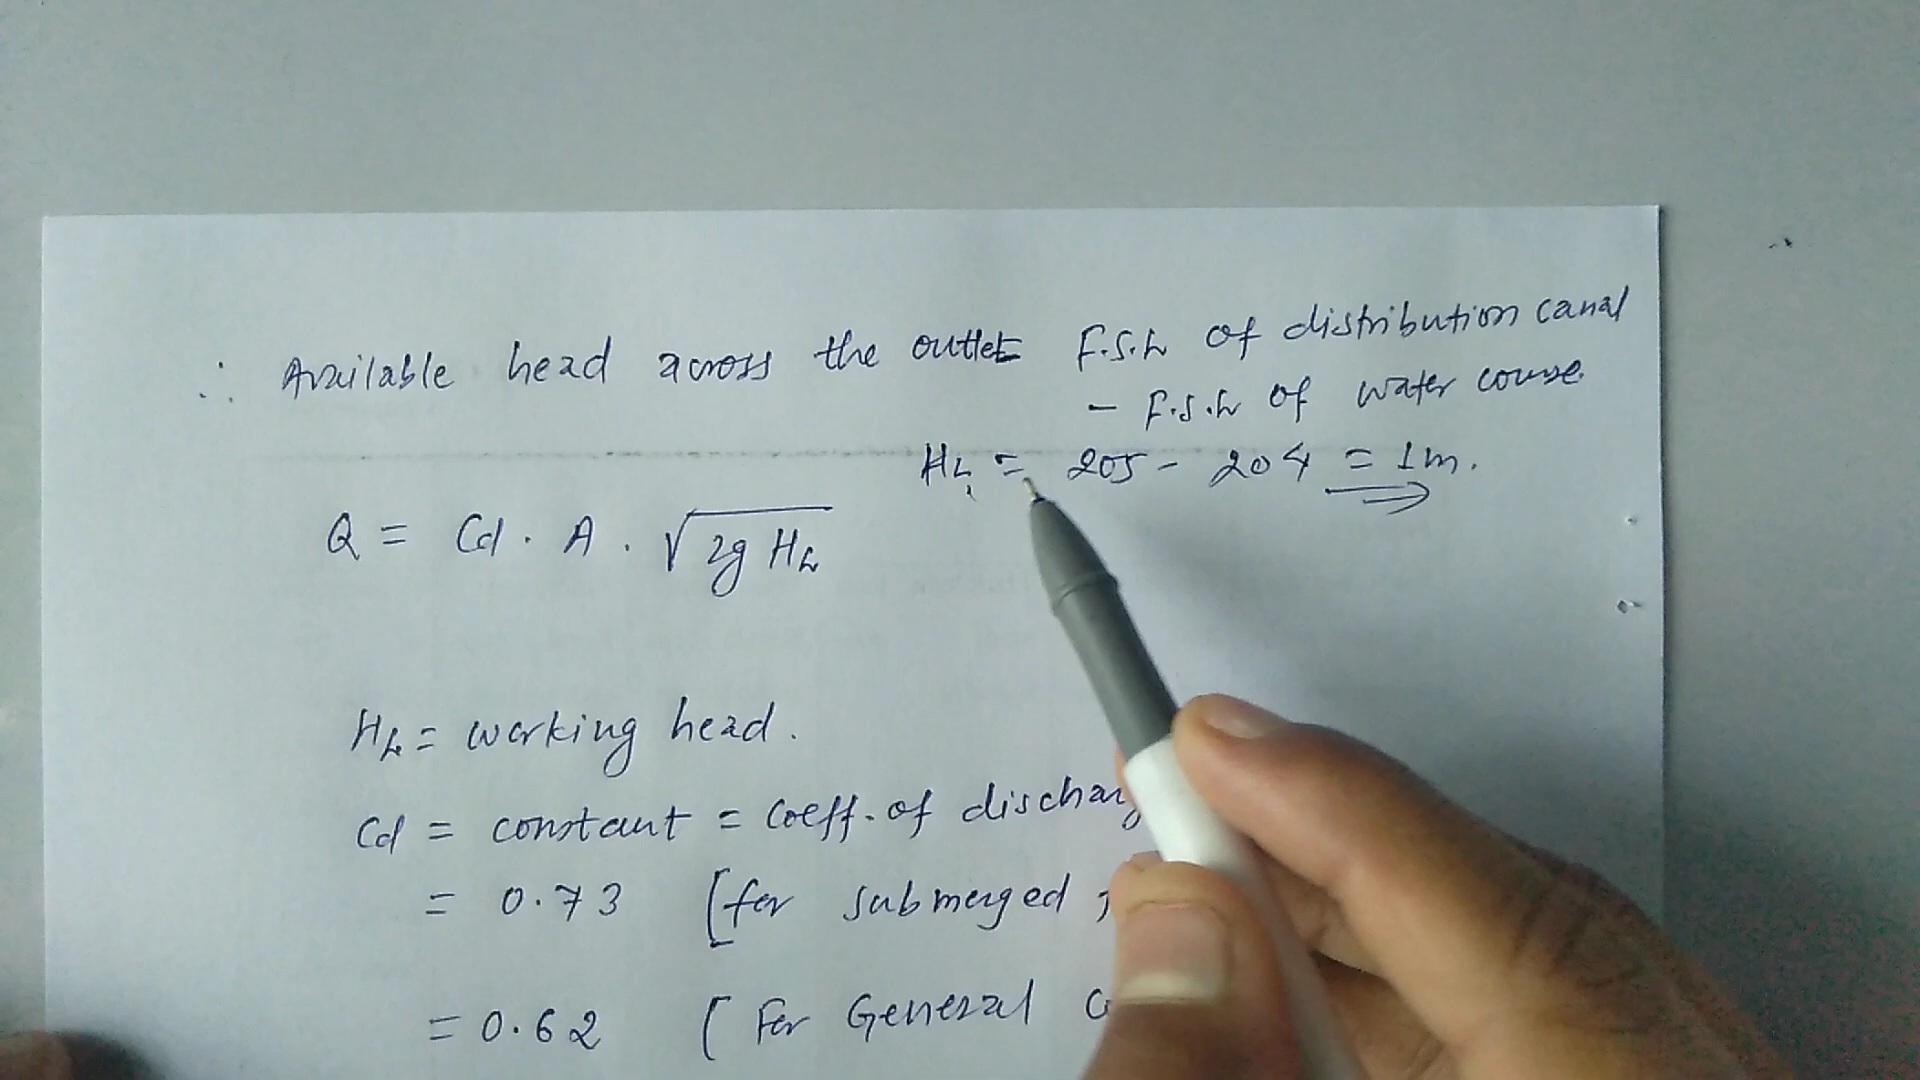 ∴ Available head across the outlet = F.S.L of distribution canal
- F.S.L of water course.
HL = 205 - 204 = 1m.
Q = Cd . A . √2g HL
HL = working head.
Cd = constant = Coeff. of
= 0.73 [for submerged
= 0.62 [For General